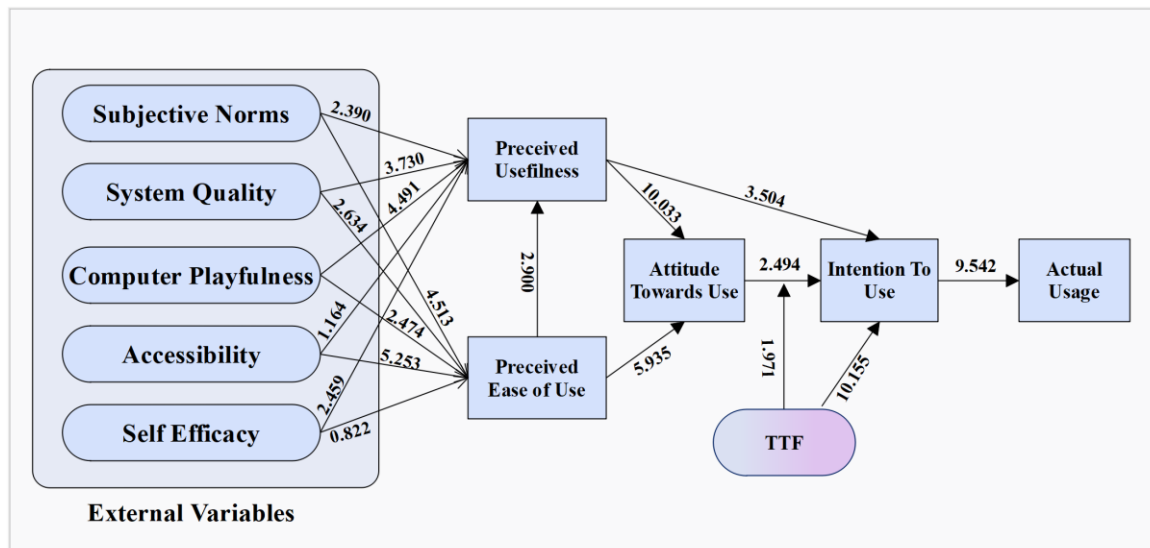 Subjective Norms
System Quality
Computer Playfulness
Accessibility
Self Efficacy
External Variables
2.390
3.730
4.491
2.634
1.164
4.513
2.474
5.253
2.459
0.822
Preceived
Usefilness
2.900
Preceived
Ease of Use
10.033
3.504
5.935
Attitude
Towards Use
2.494
Intention To
Use
9.542
Actual
Usage
1.971
10.155
TTF